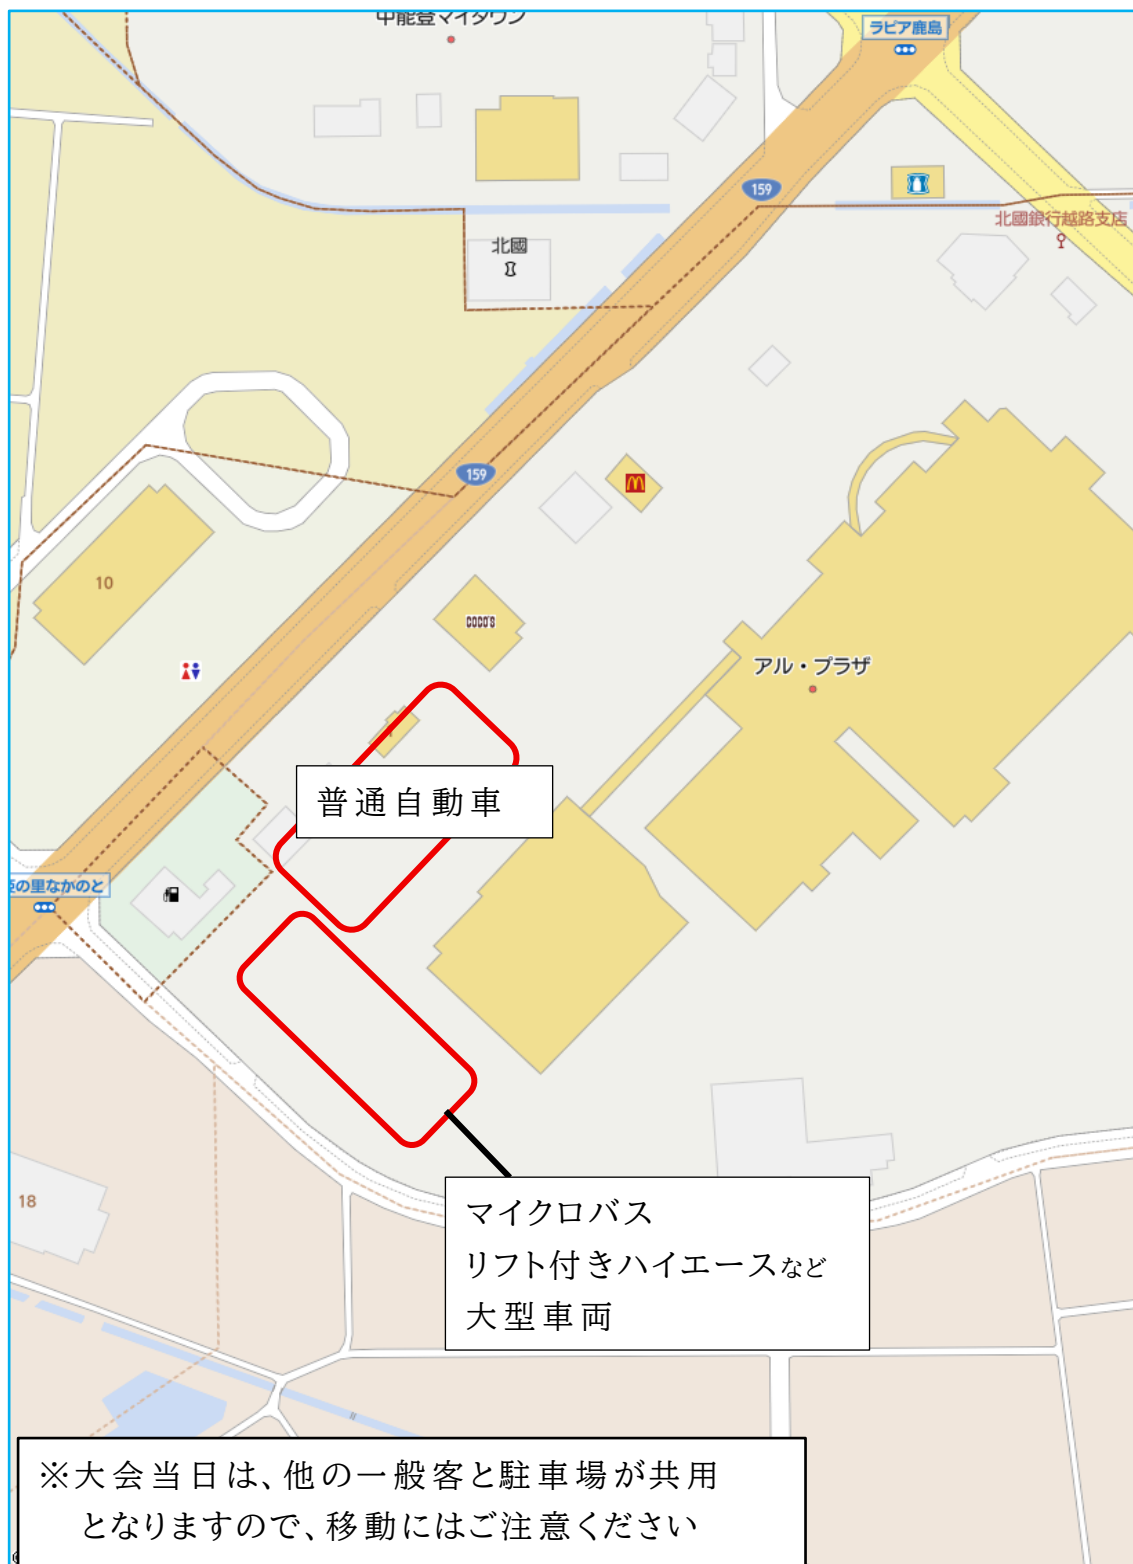 中能登マイタウン
ラピア鹿島
159
北國銀行越路支店
北國
159
10
COCO'S
アル・プラザ
普通自動車
の里なかのと
18
マイクロバス
リフト付きハイエースなど
大型車両
※大会当日は、他の一般客と駐車場が共用
となりますので、移動にはご注意ください